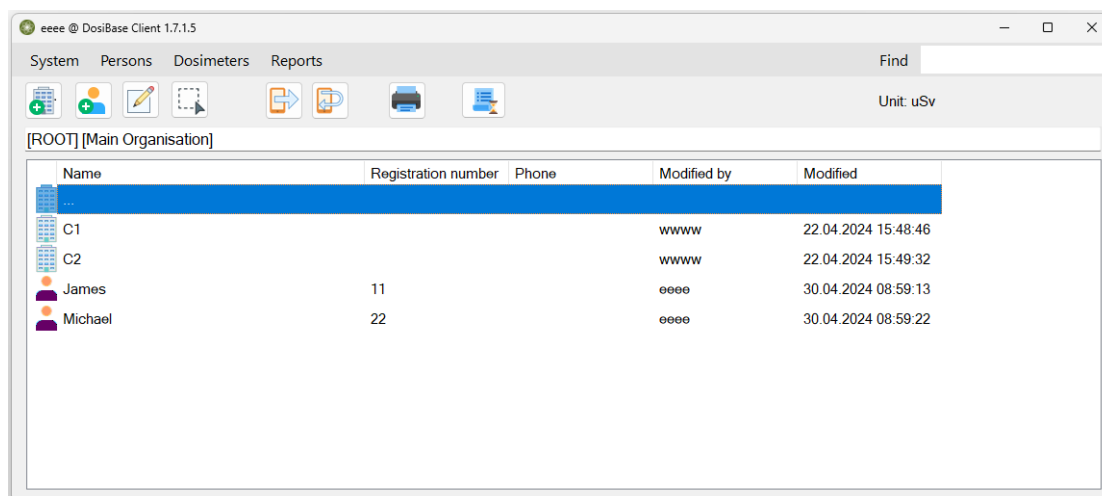 eeee @ DosiBase Client 1.7.1.5
System Persons Dosimeters Reports Find
Unit: uSv
[ROOT] [Main Organisation]
Name Registration number Phone Modified by Modified
...
C1 wwww 22.04.2024 15:48:46
C2 wwww 22.04.2024 15:49:32
James 11 eeee 30.04.2024 08:59:13
Michael 22 eeee 30.04.2024 08:59:22